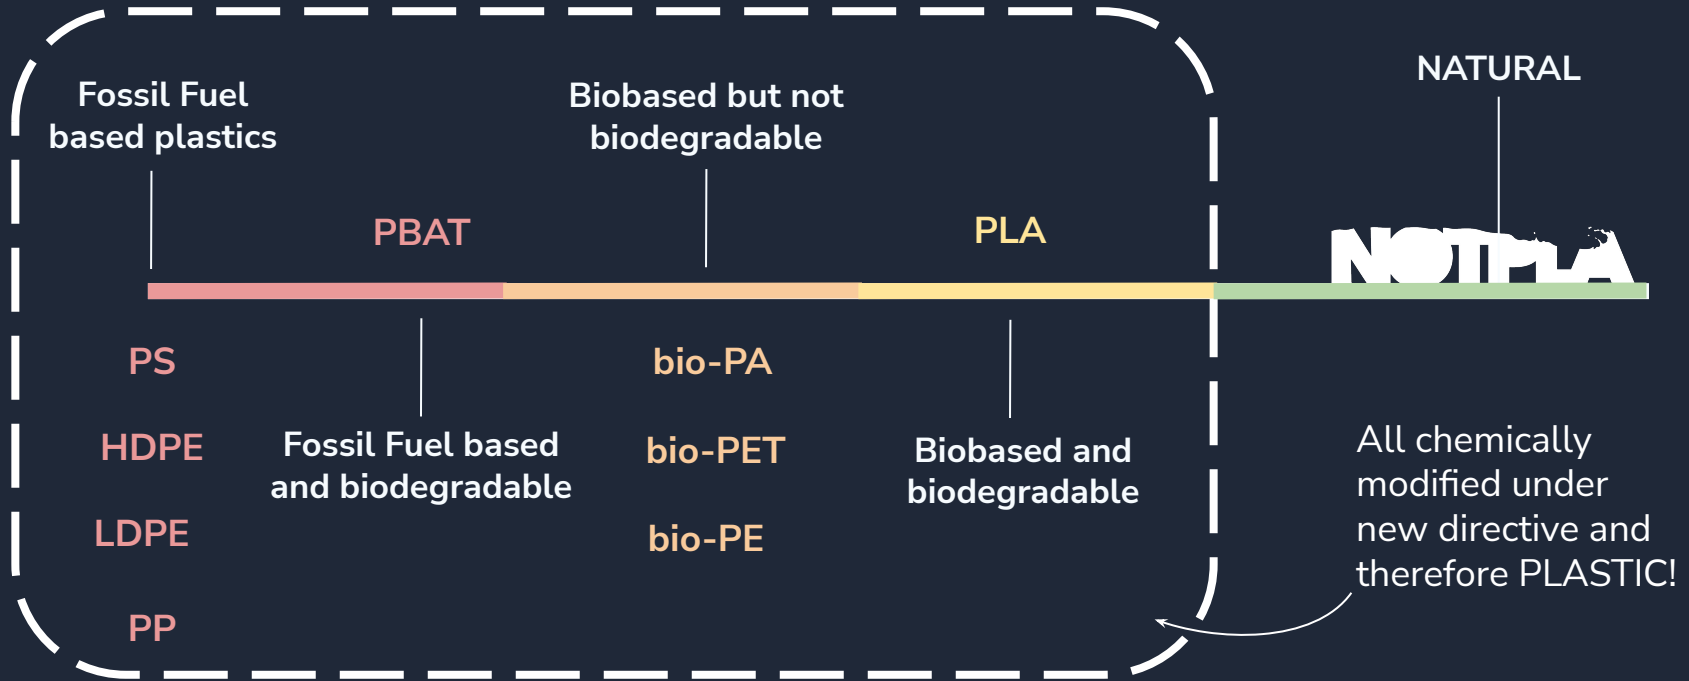 Fossil Fuel
based plastics
Biobased but not
biodegradable
NATURAL
PBAT
PLA
NOTPLA
PS
HDPE
LDPE
PP
Fossil Fuel based
and biodegradable
bio-PA
bio-PET
bio-PE
Biobased and
biodegradable
All chemically
modified under
new directive and
therefore PLASTIC!